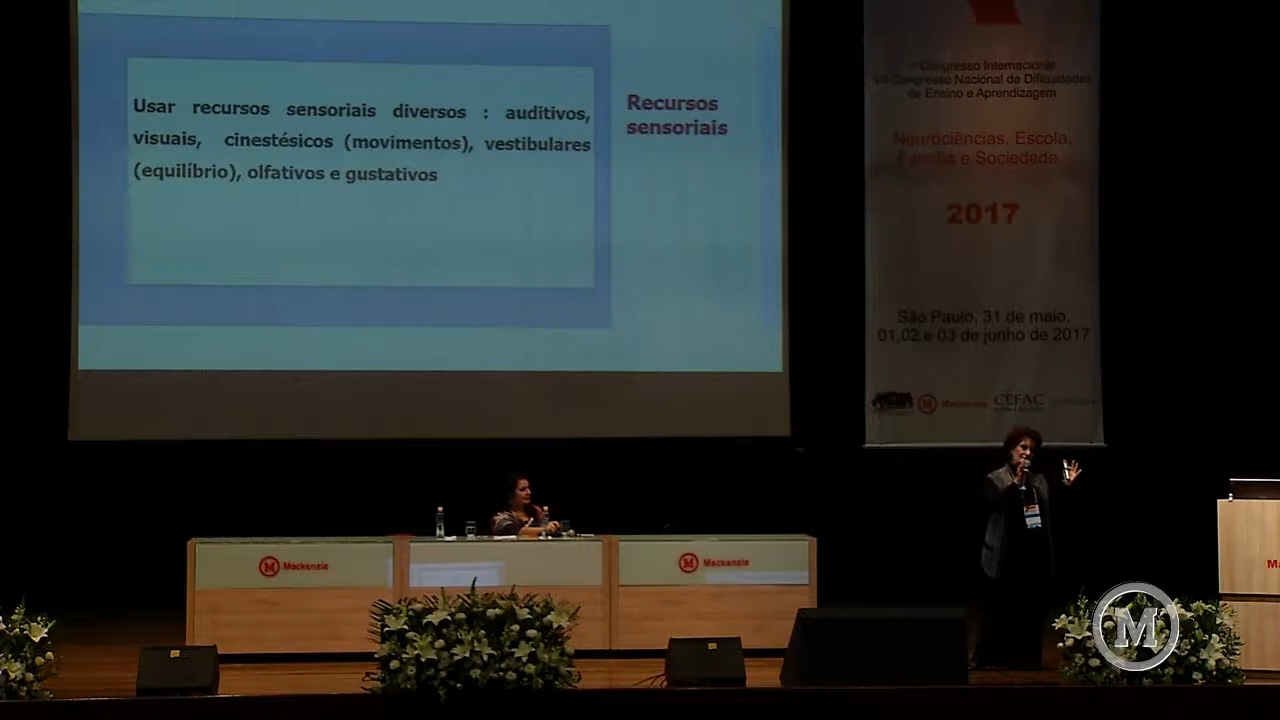 Usar recursos sensoriais diversos : auditivos,
visuais, cinestésicos (movimentos), vestibulares
(equilíbrio), olfativos e gustativos
Recursos
sensoriais
Congresso Internacional
Congresso Nacional de Dificuldades
de Ensino e Aprendizagem
Neurociências, Escola,
Família e Sociedade
2017
São Paulo, 31 de maio,
01,02 e 03 de junho de 2017
Mackenzie
CEFAC
M Mackenzie
M Mackenzie
M